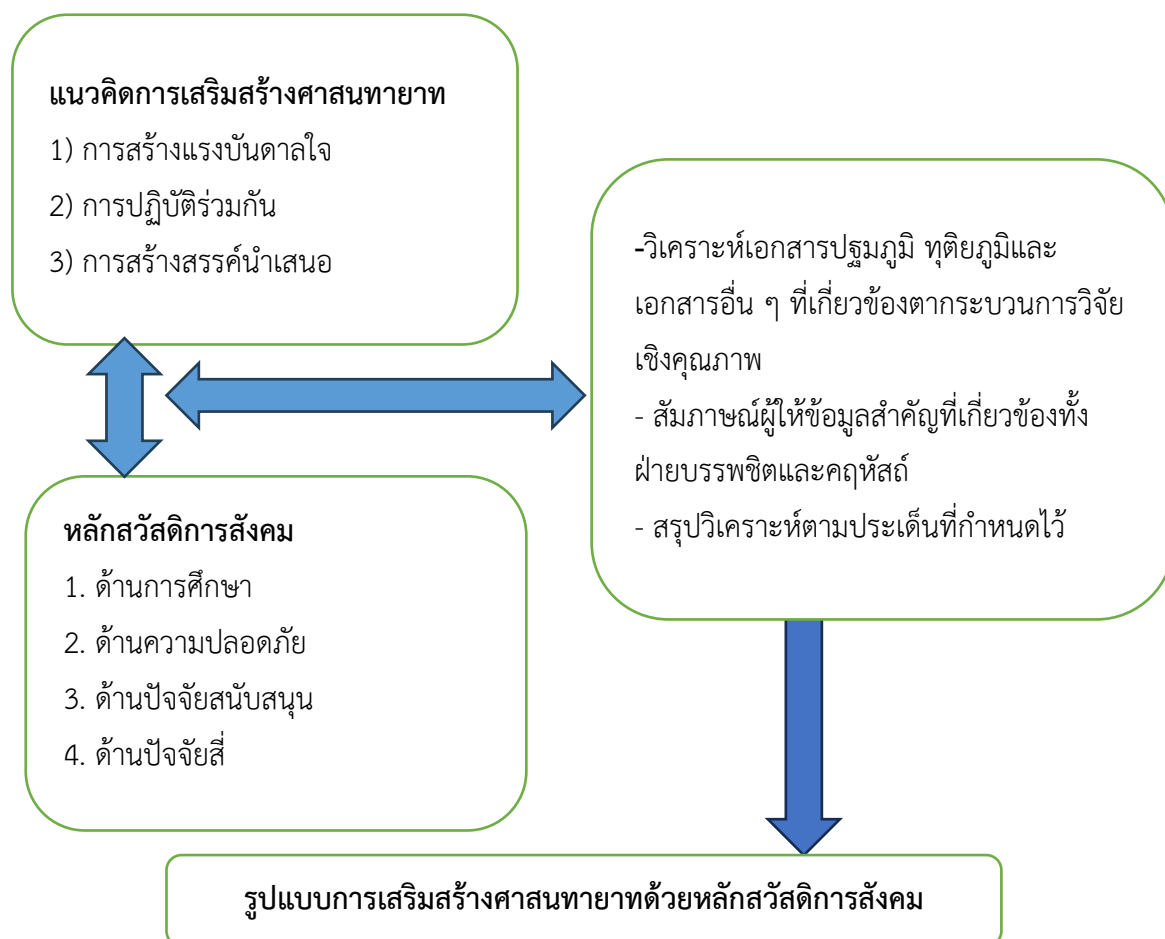 แนวคิดการเสริมสร้างศาสนทายาท
1) การสร้างแรงบันดาลใจ
2) การปฏิบัติร่วมกัน
3) การสร้างสรรค์นำเสนอ
-วิเคราะห์เอกสารปฐมภูมิ ทุติยภูมิและ
เอกสารอื่น ๆ ที่เกี่ยวข้องตากระบวนการวิจัย
เชิงคุณภาพ
- สัมภาษณ์ผู้ให้ข้อมูลสำคัญที่เกี่ยวข้องทั้ง
ฝ่ายบรรพชิตและคฤหัสถ์
- สรุปวิเคราะห์ตามประเด็นที่กำหนดไว้
หลักสวัสดิการสังคม
1. ด้านการศึกษา
2. ด้านความปลอดภัย
3. ด้านปัจจัยสนับสนุน
4. ด้านปัจจัยสี่
รูปแบบการเสริมสร้างศาสนทายาทด้วยหลักสวัสดิการสังคม